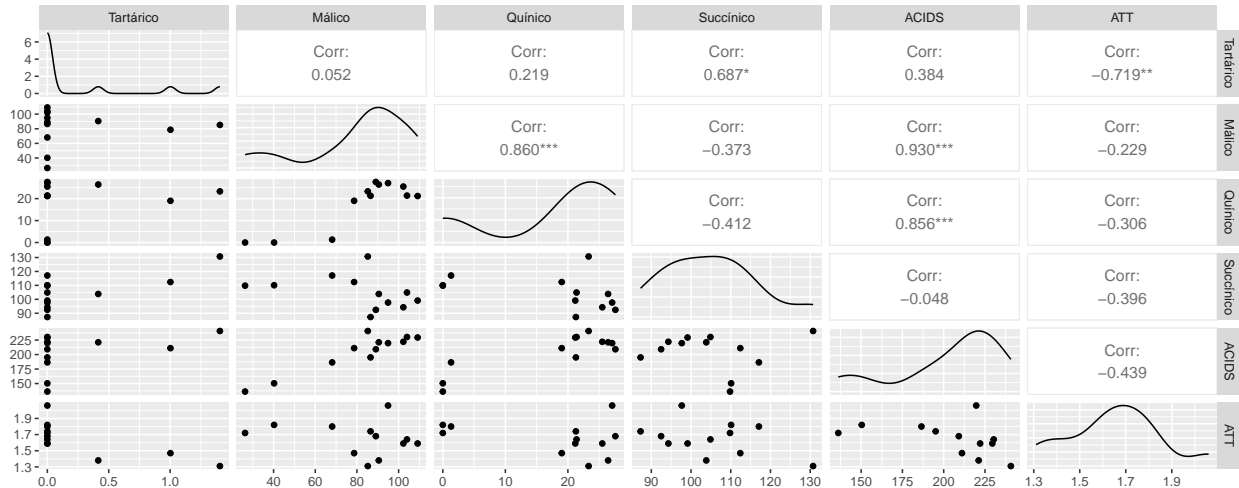 Tartárico Málico Quínico Succínico ACIDS ATT
6
4
2
0
Corr:
0.052
Corr:
0.219
Corr:
0.687*
Corr:
0.384
Corr:
−0.719**
Tartárico
100
80
60
40
Corr:
0.860***
Corr:
−0.373
Corr:
0.930***
Corr:
−0.229
Málico
20
10
0
Corr:
−0.412
Corr:
0.856***
Corr:
−0.306
Quínico
130
120
110
100
90
Corr:
−0.048
Corr:
−0.396
Succínico
225
200
175
150
Corr:
−0.439
ACIDS
1.9
1.7
1.5
1.3
ATT
0.0 0.5 1.0 40 60 80 100 0 10 20 90 100 110 120 130 150 175 200 225 1.3 1.5 1.7 1.9